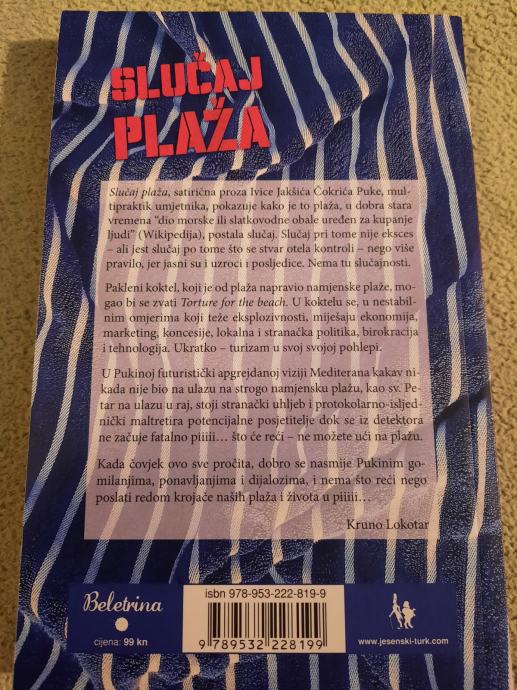 SLUČAJ
PLAŽA
Slučaj plaža, satirična proza Ivice Jakšića Čokrića Puke, mul-
tipraktik umjetnika, pokazuje kako je to plaža, u dobra stara
vremena “dio morske ili slatkovodne obale uređen za kupanje
ljudi” (Wikipedija), postala slučaj. Slučaj pri tome nije eksces
– ali jest slučaj po tome što se stvar otela kontroli – nego više
pravilo, jer jasni su i uzroci i posljedice. Nema tu slučajnosti.
Pakleni koktel, koji je od plaža napravio namjenske plaže, mo-
gao bi se zvati Torture for the beach. U koktelu se, u nestabil-
nim omjerima koji teže eksplozivnosti, miješaju ekonomija,
marketing, koncesije, lokalna i stranačka politika, birokracija
i tehnologija. Ukratko – turizam u svoj svojoj pohlepi.
U Pukinoj futuristički apgrejdanoj viziji Mediterana kakav ni-
kada nije bio na ulazu na strogo namjensku plažu, kao sv. Pe-
tar na ulazu u raj, stoji stranački uhljeb i protokolarno-isljed-
nički maltretira potencijalne posjetitelje dok se iz detektora
ne začuje fatalno piiiii… što će reći – ne možete ući na plažu.
Kada čovjek ovo sve pročita, dobro se nasmije Pukinim go-
milanjima, ponavljanjima i dijalozima, i nema što reći nego
poslati redom krojače naših plaža i života u piiiii…
Kruno Lokotar
Beletrina
cijena: 99 kn
isbn 978-953-222-819-9
9 789532 228199
www.jesenski-turk.com